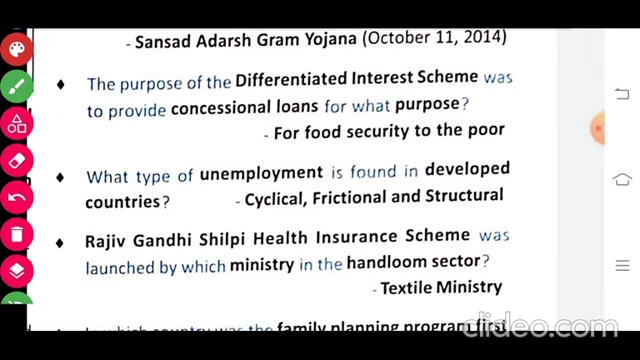 - Sansad Adarsh Gram Yojana (October 11, 2014)
♦ The purpose of the Differentiated Interest Scheme was
to provide concessional loans for what purpose?
- For food security to the poor
♦ What type of unemployment is found in developed
countries? - Cyclical, Frictional and Structural
♦ Rajiv Gandhi Shilpi Health Insurance Scheme was
launched by which ministry in the handloom sector?
- Textile Ministry
♦ In which country was the family planning program first
clideo.com